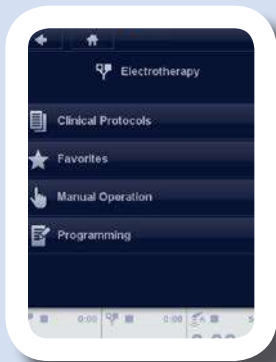 Electrotherapy
Clinical Protocols
Favorites
Manual Operation
Programming
0:00
0:00